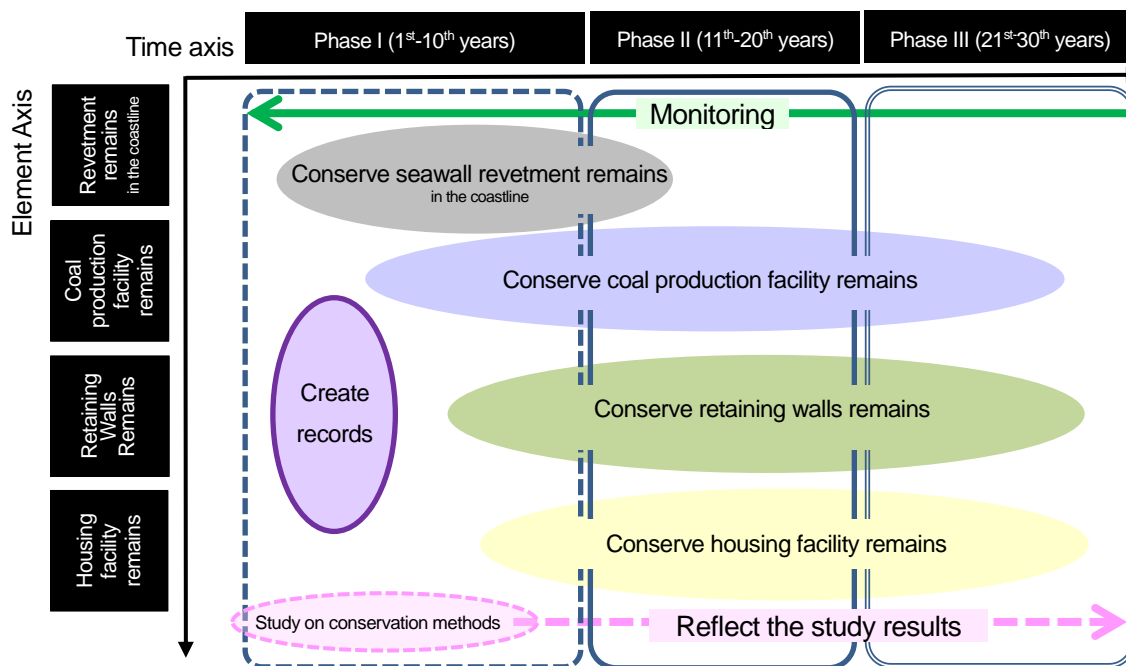 Time axis
Phase I (1st-10th years)
Phase II (11th-20th years)
Phase III (21st-30th years)
Element Axis
Revetment
remains
in the coastline
Monitoring
Conserve seawall revetment remains
in the coastline
Coal
production
facility
remains
Conserve coal production facility remains
Retaining
Walls
Remains
Create
records
Conserve retaining walls remains
Housing
facility
remains
Conserve housing facility remains
Study on conservation methods
Reflect the study results